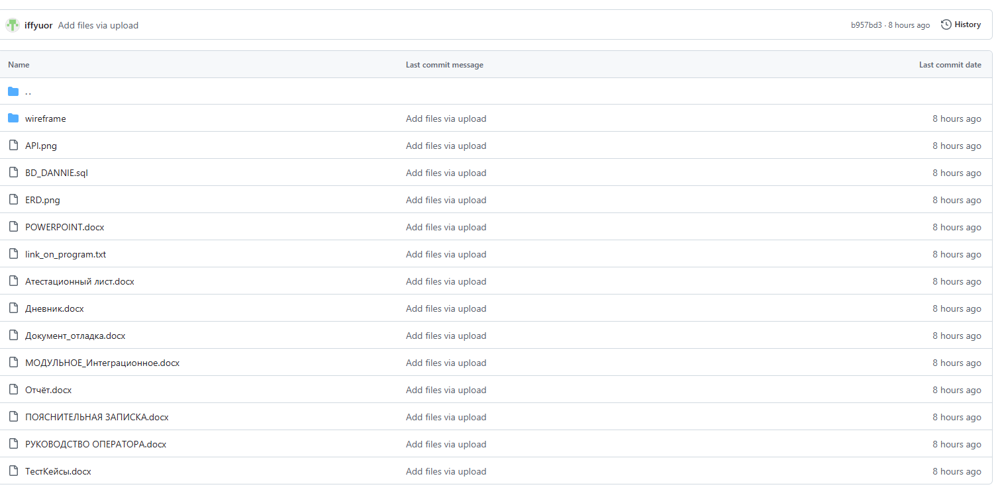 iffyuor Add files via upload b957bd3 · 8 hours ago History
Name Last commit message Last commit date
..
wireframe Add files via upload 8 hours ago
API.png Add files via upload 8 hours ago
BD_DANNIE.sql Add files via upload 8 hours ago
ERD.png Add files via upload 8 hours ago
POWERPOINT.docx Add files via upload 8 hours ago
link_on_program.txt Add files via upload 8 hours ago
Атестационный лист.docx Add files via upload 8 hours ago
Дневник.docx Add files via upload 8 hours ago
Документ_отладка.docx Add files via upload 8 hours ago
МОДУЛЬНОЕ_Интеграционное.docx Add files via upload 8 hours ago
Отчёт.docx Add files via upload 8 hours ago
ПОЯСНИТЕЛЬНАЯ ЗАПИСКА.docx Add files via upload 8 hours ago
РУКОВОДСТВО ОПЕРАТОРА.docx Add files via upload 8 hours ago
ТестКейсы.docx Add files via upload 8 hours ago